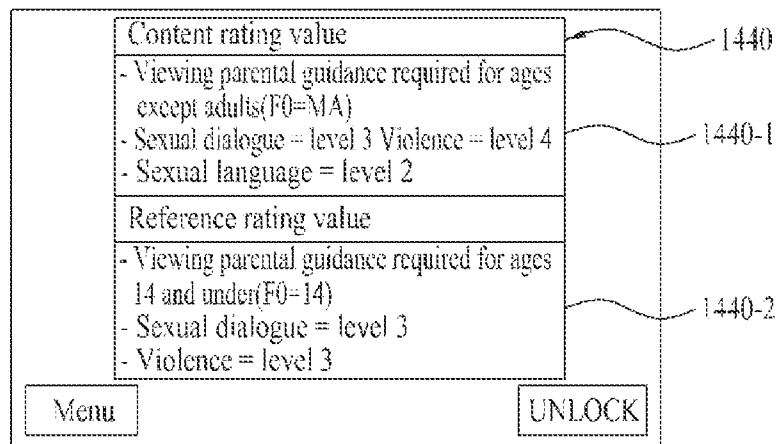 Content rating value
1440
- Viewing parental guidance required for ages
except adults(F0=MA)
- Sexual dialogue = level 3 Violence = level 4
1440-1
- Sexual language = level 2
Reference rating value
- Viewing parental guidance required for ages
14 and under(F0=14)
1440-2
- Sexual dialogue = level 3
- Violence = level 3
Menu
UNLOCK